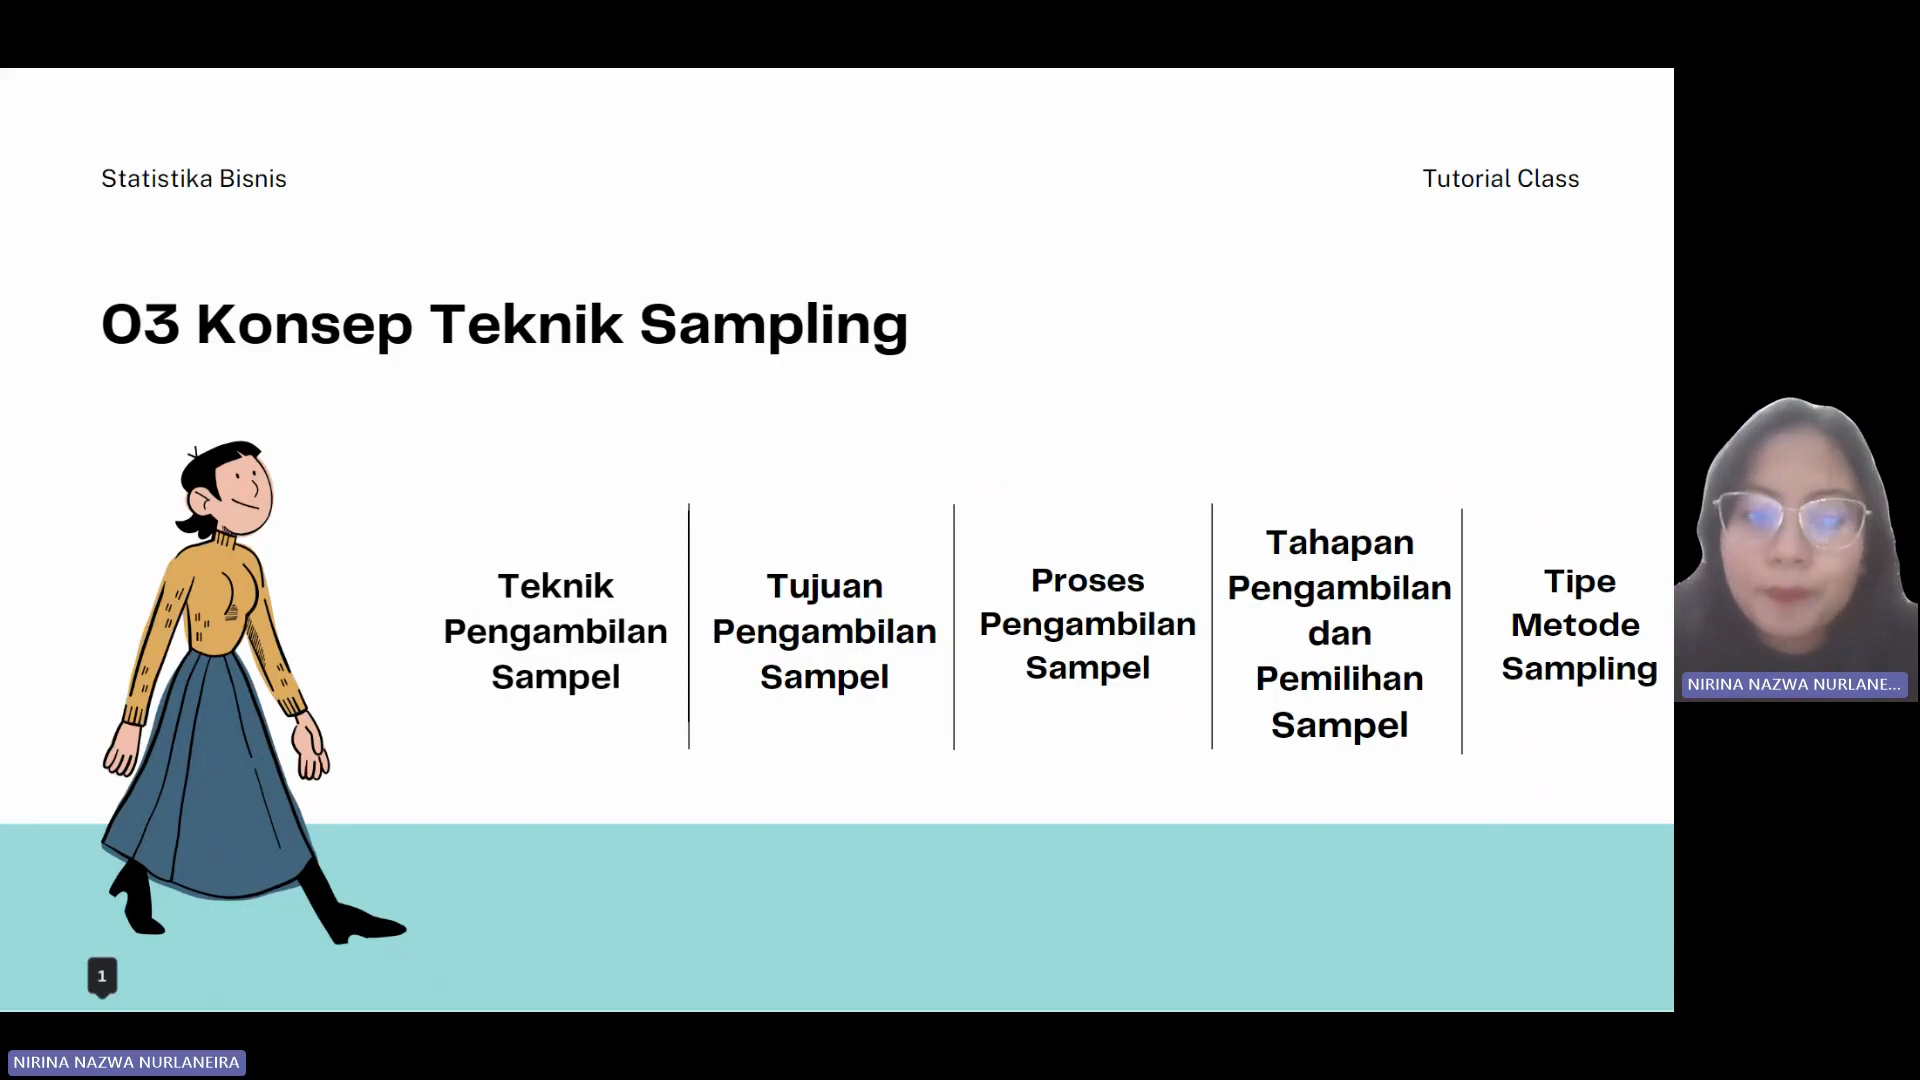 Statistika Bisnis
Tutorial Class
03 Konsep Teknik Sampling
Teknik
Pengambilan
Sampel
Tujuan
Pengambilan
Sampel
Proses
Pengambilan
Sampel
Tahapan
Pengambilan
dan
Pemilihan
Sampel
Tipe
Metode
Sampling
NIRINA NAZWA NURLANE...
1
NIRINA NAZWA NURLANEIRA